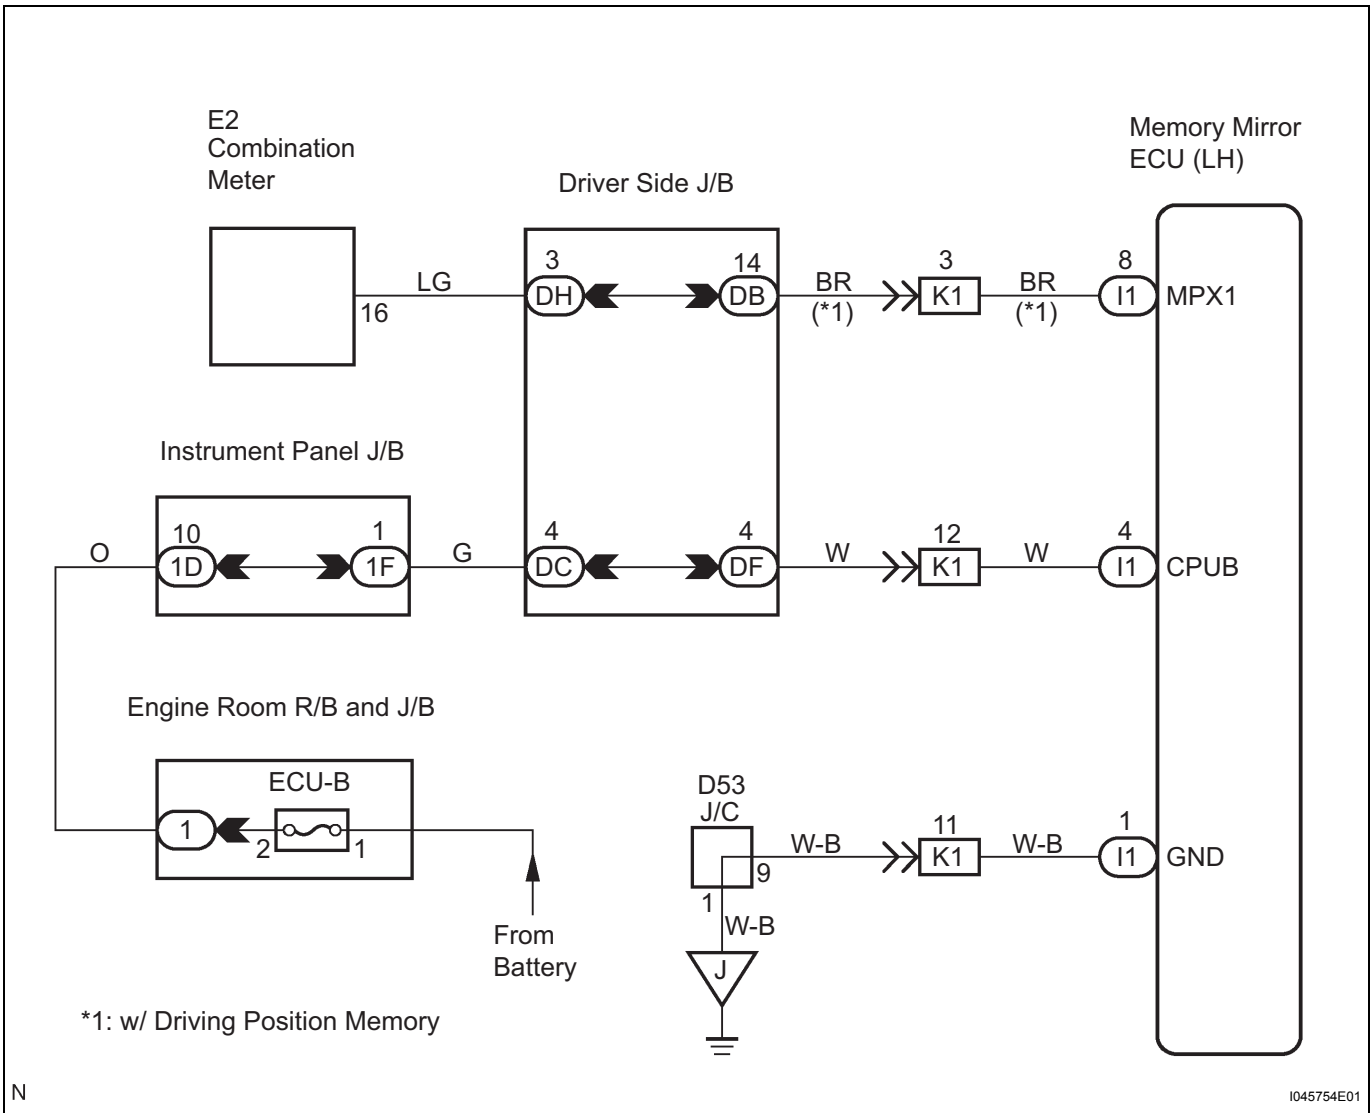 E2
Combination
Meter
Memory Mirror
ECU (LH)
Driver Side J/B
3
14
3
8
LG
DH
DB
BR
K1
BR
I1
MPX1
16
(*1)
(*1)
Instrument Panel J/B
10
1
4
4
12
4
O
1D
1F
G
DC
DF
W
K1
W
I1
CPUB
Engine Room R/B and J/B
ECU-B
1
2
1
D53
J/C
11
1
W-B
K1
W-B
I1
GND
9
1
W-B
J
From
Battery
*1: w/ Driving Position Memory
N
I045754E01